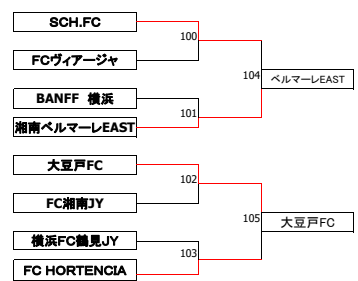 SCH.FC
100
FCヴィアージャ
104
ベルマーレEAST
BANFF 横浜
101
湘南ベルマーレEAST
大豆戸FC
102
FC湘南JY
105
大豆戸FC
横浜FC鶴見JY
103
FC HORTENCIA